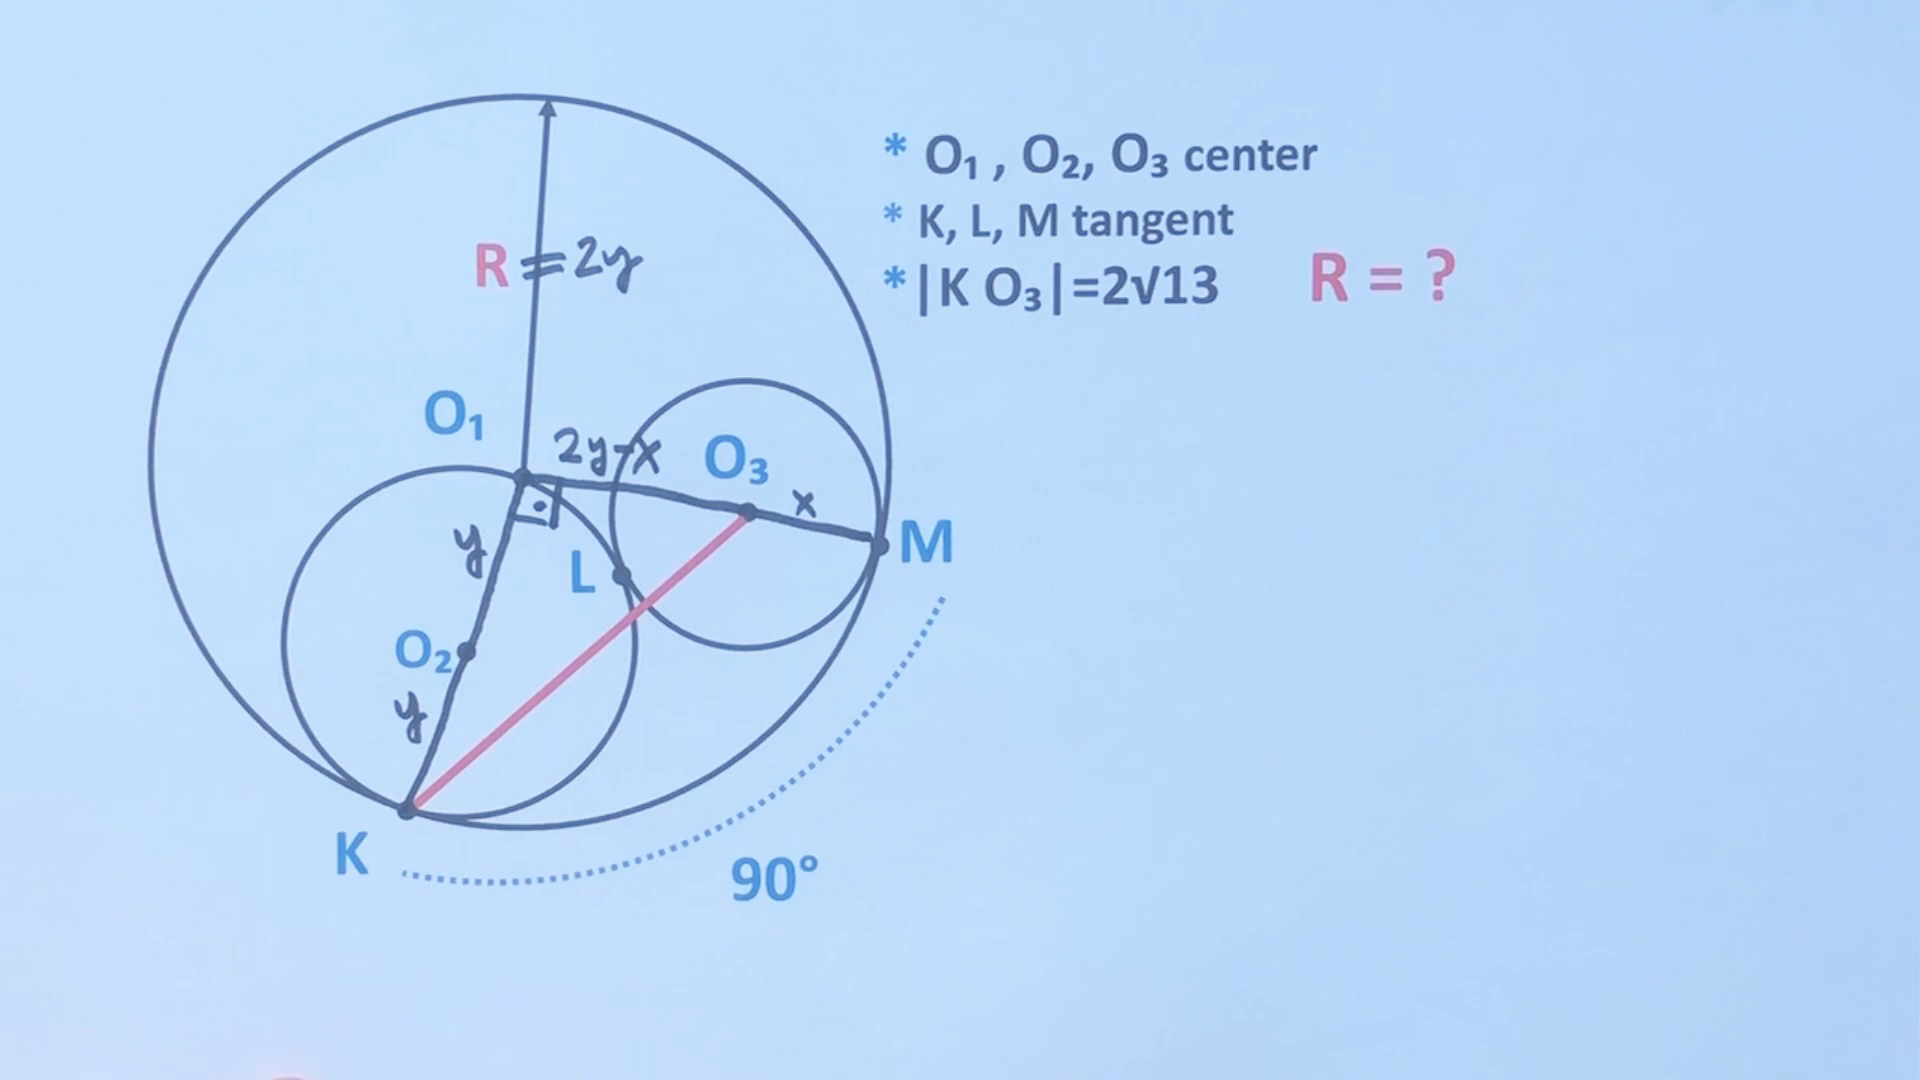 * O₁ , O₂, O₃ center
* K, L, M tangent
* |K O₃|=2√13
R = ?
R = 2y
O₁
2y-x
O₃
x
M
y
L
O₂
y
K
90°